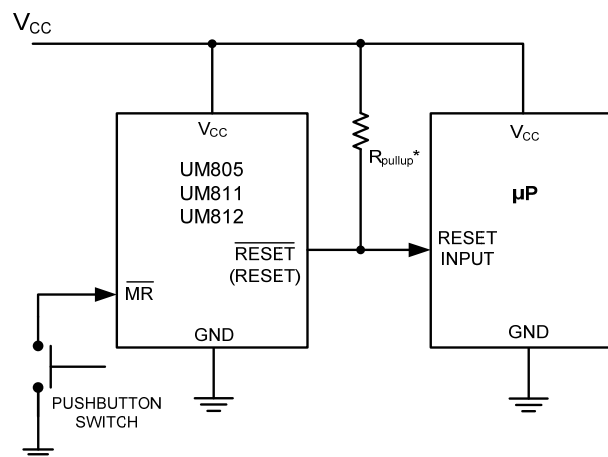 VCC
VCC
UM805
UM811
UM812
RESET
(RESET)
MR
GND
PUSHBUTTON
SWITCH
Rpullup*
VCC
µP
RESET
INPUT
GND